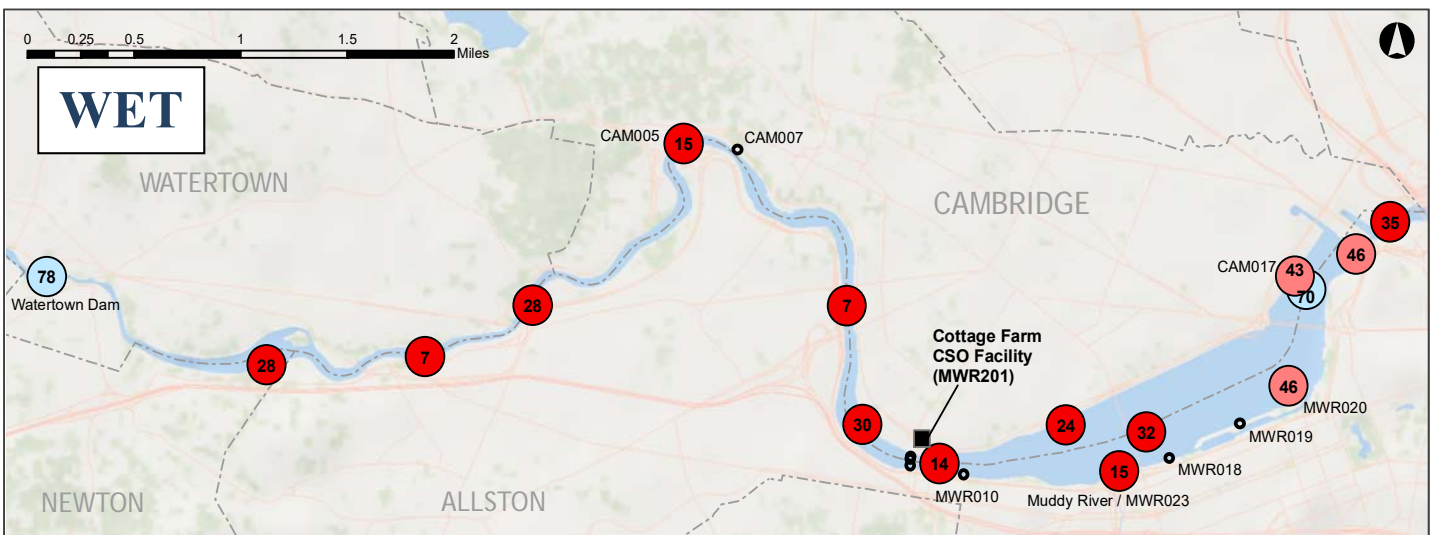 0 0.25 0.5 1 1.5 2
Miles
WET
CAM005
15
CAM007
WATERTOWN
CAMBRIDGE
35
46
CAM017
43
70
78
Watertown Dam
28
7
Cottage Farm
CSO Facility
(MWR201)
7
28
46
MWR020
30
24
32
MWR019
14
15
MWR018
MWR010
Muddy River / MWR023
NEWTON
ALLSTON